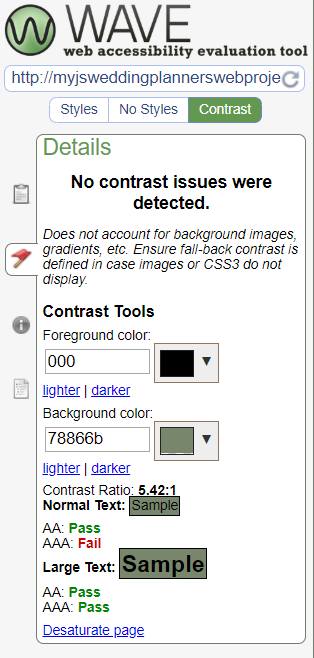 WAVE
web accessibility evaluation tool
http://myjsweddingplannerswebproje
Styles No Styles Contrast
Details
No contrast issues were
detected.
Does not account for background images,
gradients, etc. Ensure fall-back contrast is
defined in case images or CSS3 do not
display.
Contrast Tools
Foreground color:
000
lighter | darker
Background color:
78866b
lighter | darker
Contrast Ratio: 5.42:1
Normal Text: Sample
AA: Pass
AAA: Fail
Large Text: Sample
AA: Pass
AAA: Pass
Desaturate page